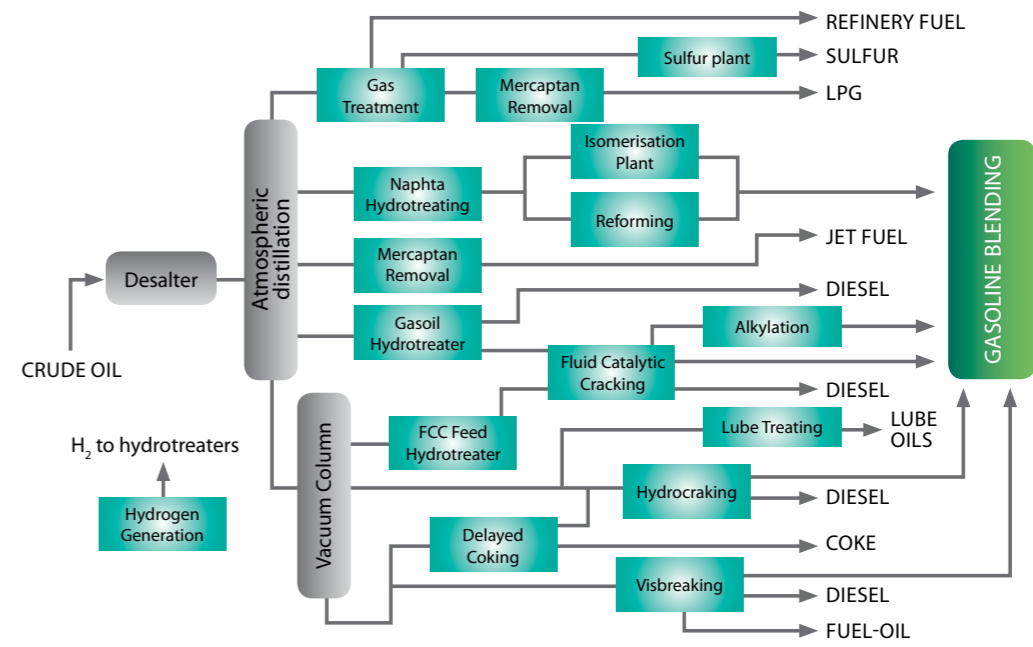 REFINERY FUEL
Sulfur plant
SULFUR
Gas
Treatment
Mercaptan
Removal
LPG
Isomerisation
Plant
Naphta
Hydrotreating
Reforming
GASOLINE BLENDING
Atmospheric
distillation
Mercaptan
Removal
JET FUEL
Desalter
DIESEL
Gasoil
Hydrotreater
Alkylation
CRUDE OIL
Fluid Catalytic
Cracking
DIESEL
Vacuum Column
FCC Feed
Hydrotreater
Lube Treating
LUBE
OILS
H₂ to hydrotreaters
Hydrocraking
DIESEL
Hydrogen
Generation
Delayed
Coking
COKE
Visbreaking
DIESEL
FUEL-OIL